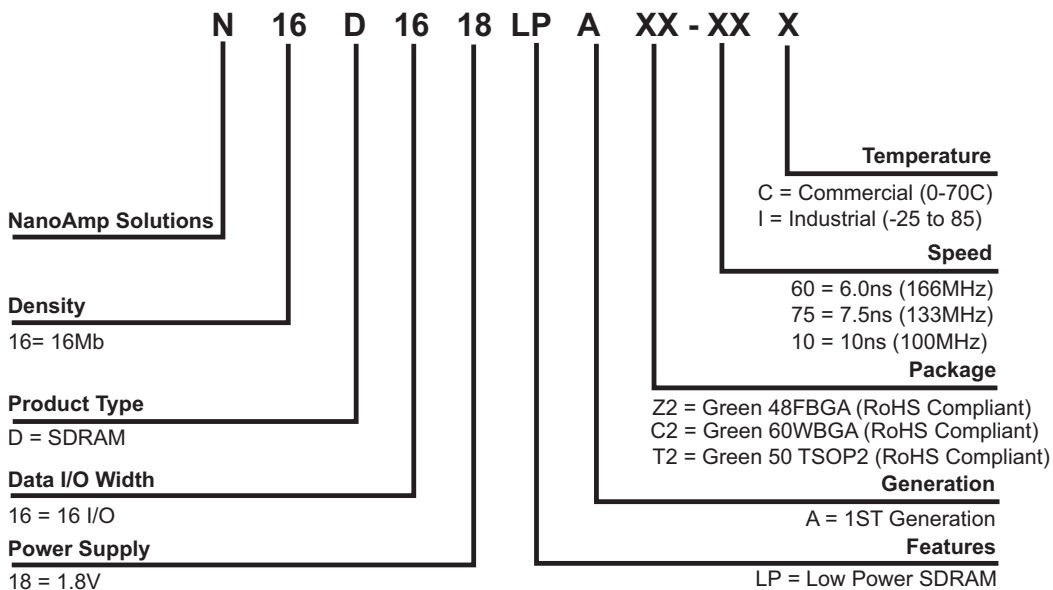 N 16 D 16 18 LP A XX - XX X
Temperature
C = Commercial (0-70C)
I = Industrial (-25 to 85)
NanoAmp Solutions
Speed
60 = 6.0ns (166MHz)
75 = 7.5ns (133MHz)
10 = 10ns (100MHz)
Density
16= 16Mb
Package
Z2 = Green 48FBGA (RoHS Compliant)
C2 = Green 60WBGA (RoHS Compliant)
T2 = Green 50 TSOP2 (RoHS Compliant)
Product Type
D = SDRAM
Data I/O Width
16 = 16 I/O
Generation
A = 1ST Generation
Power Supply
18 = 1.8V
Features
LP = Low Power SDRAM